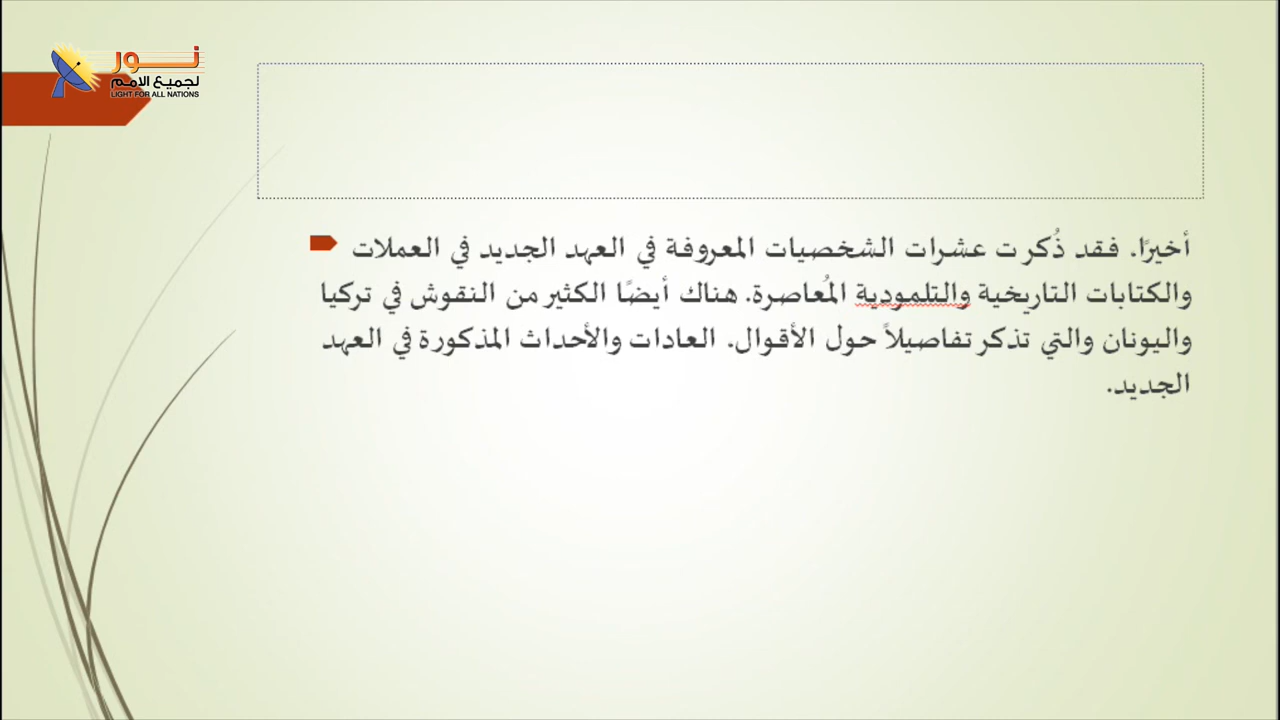 نور
لجميع الامم
LIGHT FOR ALL NATIONS
أخيرًا. فقد ذُكرت عشرات الشخصيات المعروفة في العهد الجديد في العملات
والكتابات التاريخية والتلمودية المُعاصرة. هناك أيضًا الكثير من النقوش في تركيا
واليونان والتي تذكر تفاصيلاً حول الأقوال. العادات والأحداث المذكورة في العهد
الجديد.